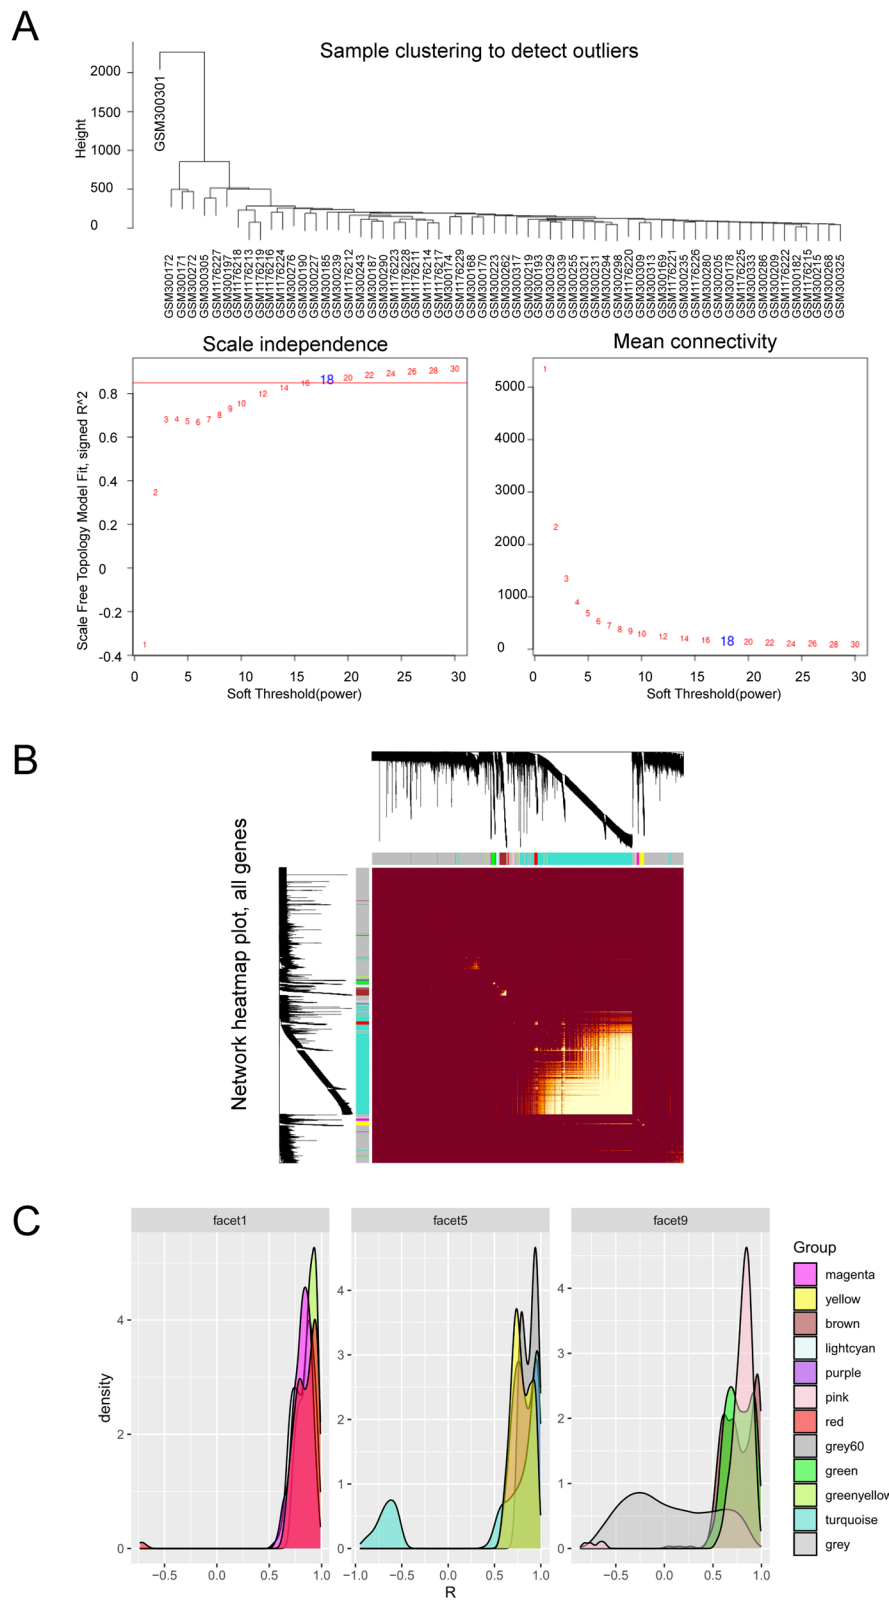 A
Sample clustering to detect outliers
Height
2000
1500
1000
500
0
GSM300301
GSM300172
GSM300171
GSM300272
GSM300305
GSM1176227
GSM300197
GSM1176218
GSM1176213
GSM1176219
GSM1176216
GSM1176224
GSM300276
GSM300190
GSM300227
GSM300185
GSM300239
GSM1176212
GSM300243
GSM300187
GSM300290
GSM1176223
GSM1176228
GSM1176211
GSM1176214
GSM1176217
GSM300174
GSM1176229
GSM300168
GSM300170
GSM300223
GSM300262
GSM300317
GSM300219
GSM300193
GSM300329
GSM300339
GSM300255
GSM300321
GSM300231
GSM300294
GSM300298
GSM1176220
GSM300309
GSM300313
GSM300169
GSM1176221
GSM300235
GSM1176226
GSM300280
GSM300205
GSM300178
GSM1176225
GSM300333
GSM300286
GSM300209
GSM1176222
GSM300182
GSM1176215
GSM300215
GSM300268
GSM300325
Scale independence
Scale Free Topology Model Fit, signed R^2
0.8
0.6
0.4
0.2
0
-0.2
-0.4
1
2
3
4
5
6
7
8
9
10
12
14
16
18
20
22
24
26
28
30
0 5 10 15 20 25 30
Soft Threshold(power)
Mean connectivity
5000
4000
3000
2000
1000
0
1
2
3
4
5
6
7
8
9
10
12
14
16
18
20
22
24
26
28
30
0 5 10 15 20 25 30
Soft Threshold(power)
B
Network heatmap plot, all genes
C
facet1 facet5 facet9
density
4
2
0
4
3
2
1
0
4
3
2
1
0
−0.5 0.0 0.5 1.0
−1.0 −0.5 0.0 0.5 1.0
−0.5 0.0 0.5 1.0
R
Group
magenta
yellow
brown
lightcyan
purple
pink
red
grey60
green
greenyellow
turquoise
grey